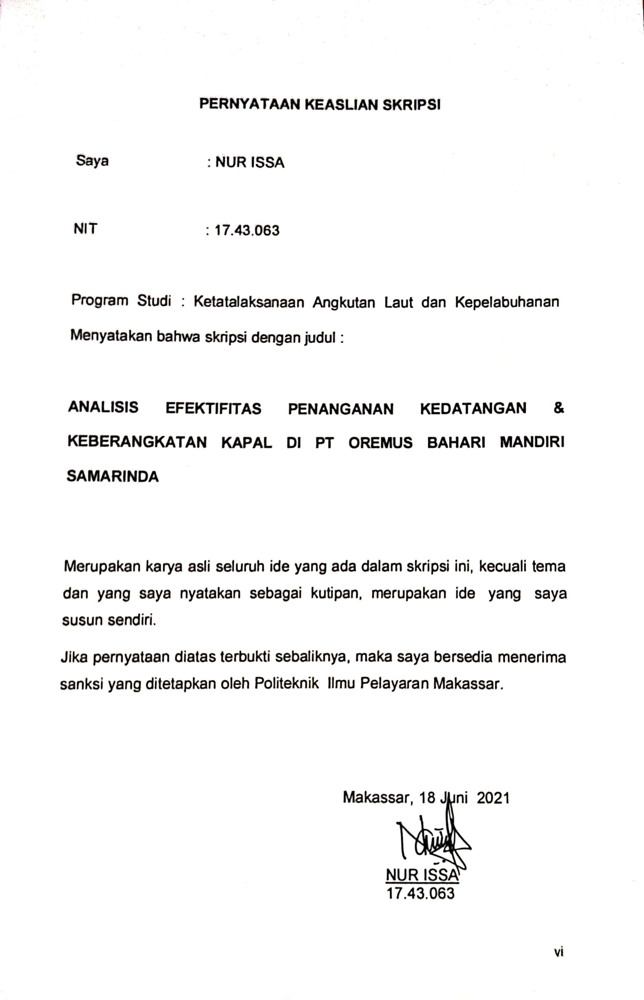 PERNYATAAN KEASLIAN SKRIPSI
Saya : NUR ISSA
NIT : 17.43.063
Program Studi : Ketatalaksanaan Angkutan Laut dan Kepelabuhanan
Menyatakan bahwa skripsi dengan judul :
ANALISIS EFEKTIFITAS PENANGANAN KEDATANGAN &
KEBERANGKATAN KAPAL DI PT OREMUS BAHARI MANDIRI
SAMARINDA
Merupakan karya asli seluruh ide yang ada dalam skripsi ini, kecuali tema
dan yang saya nyatakan sebagai kutipan, merupakan ide yang saya
susun sendiri.
Jika pernyataan diatas terbukti sebaliknya, maka saya bersedia menerima
sanksi yang ditetapkan oleh Politeknik Ilmu Pelayaran Makassar.
Makassar, 18 Juni 2021
NUR ISSA
17.43.063
vi